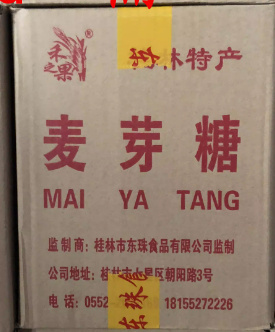 禾之果®
林特产
麦芽糖
MAI YA TANG
监制商：桂林市东珠食品有限公司监制
公司地址：桂林市 星区朝阳路3号
电话：0552 18155272226
东珠